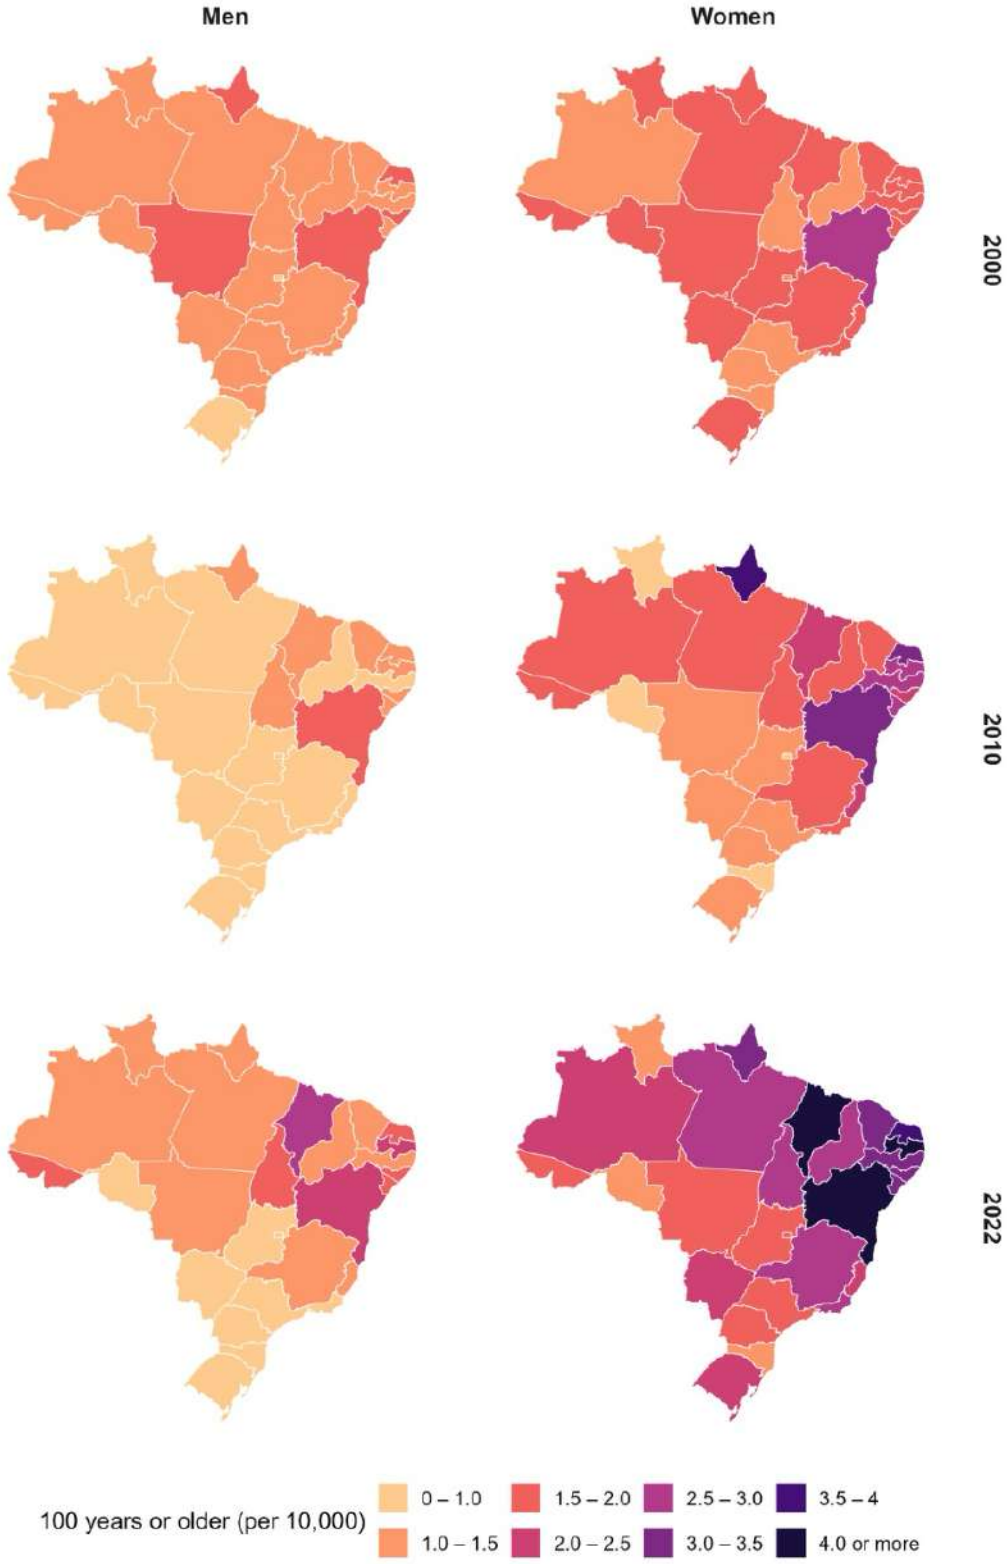 Men
Women
2000
2010
2022
100 years or older (per 10,000)
0 – 1.0
1.5 – 2.0
2.5 – 3.0
3.5 – 4
1.0 – 1.5
2.0 – 2.5
3.0 – 3.5
4.0 or more